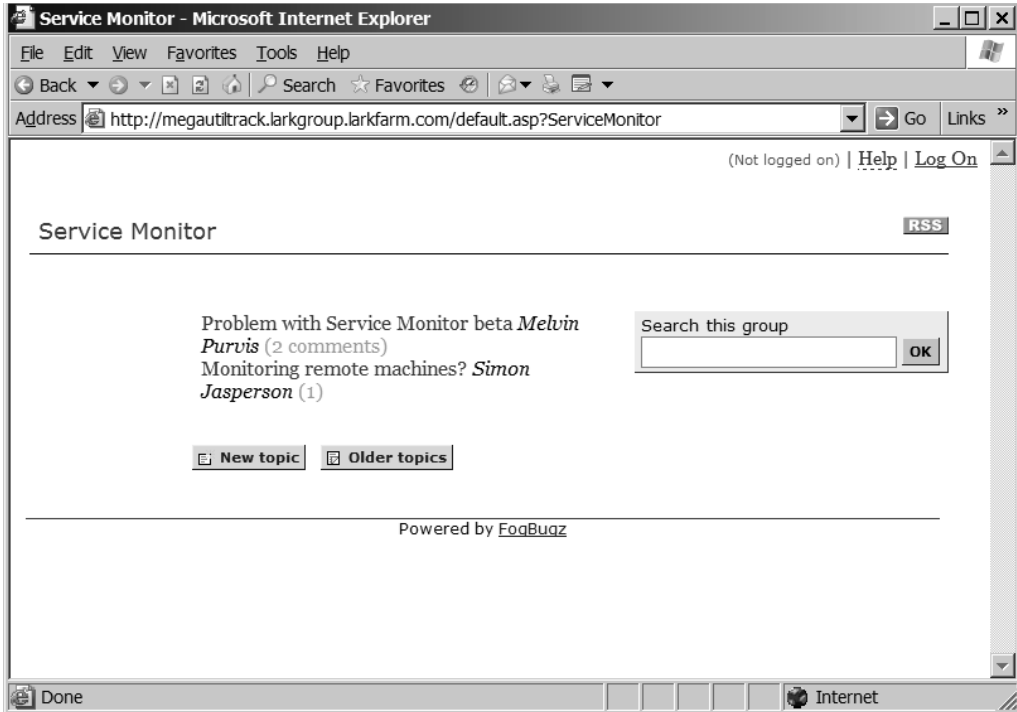 Service Monitor - Microsoft Internet Explorer
File Edit View Favorites Tools Help
Back Search Favorites
Address http://megautiltrack.larkgroup.larkfarm.com/default.asp?ServiceMonitor Go Links »
(Not logged on) | Help | Log On
Service Monitor
RSS
Problem with Service Monitor beta Melvin
Purvis (2 comments)
Monitoring remote machines? Simon
Jasperson (1)
Search this group
OK
New topic Older topics
Powered by FogBugz
Done Internet